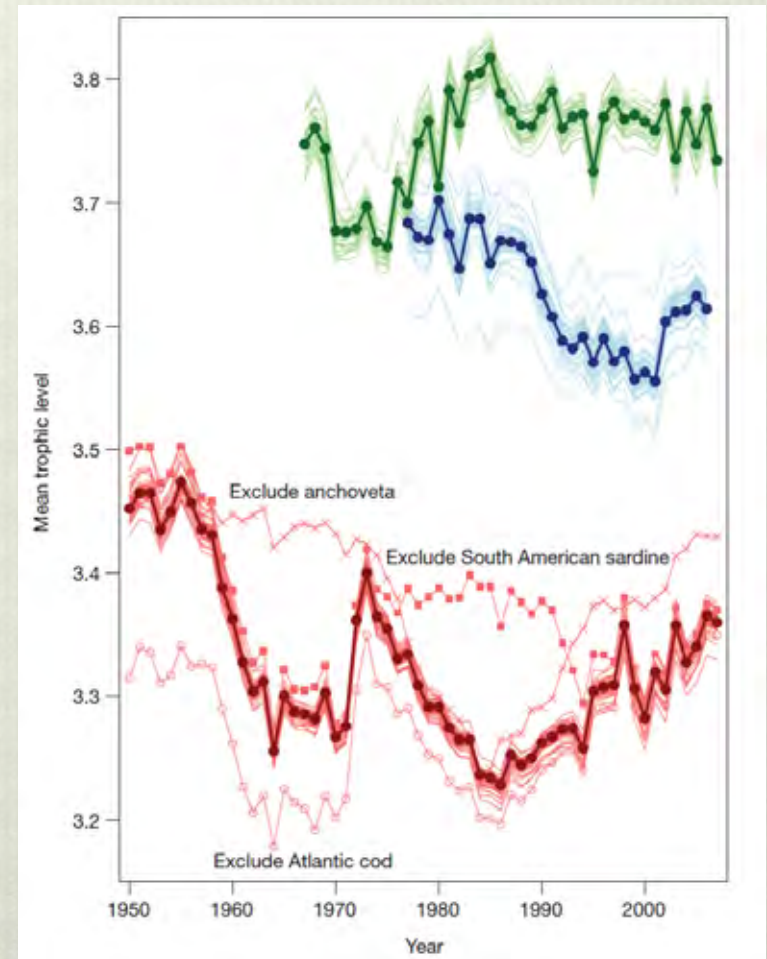 3.8
3.7
3.6
3.5
3.4
3.3
3.2
Mean trophic level
Exclude anchoveta
Exclude South American sardine
Exclude Atlantic cod
1950 1960 1970 1980 1990 2000
Year